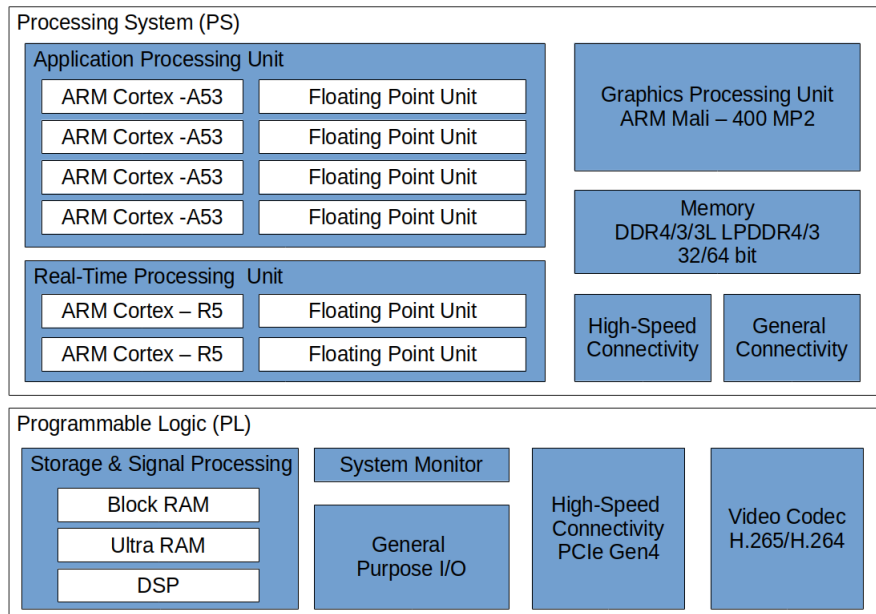 Processing System (PS)
Application Processing Unit
ARM Cortex -A53
Floating Point Unit
ARM Cortex -A53
Floating Point Unit
ARM Cortex -A53
Floating Point Unit
ARM Cortex -A53
Floating Point Unit
Real-Time Processing Unit
ARM Cortex – R5
Floating Point Unit
ARM Cortex – R5
Floating Point Unit
Graphics Processing Unit
ARM Mali – 400 MP2
Memory
DDR4/3/3L LPDDR4/3
32/64 bit
High-Speed
Connectivity
General
Connectivity
Programmable Logic (PL)
Storage & Signal Processing
Block RAM
Ultra RAM
DSP
System Monitor
General
Purpose I/O
High-Speed
Connectivity
PCIe Gen4
Video Codec
H.265/H.264